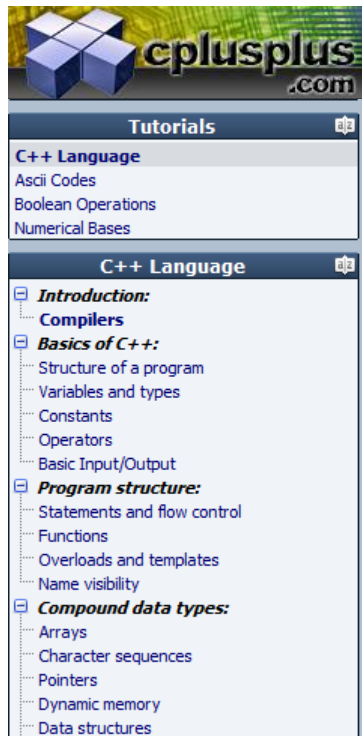 cplusplus
.com
Tutorials
C++ Language
Ascii Codes
Boolean Operations
Numerical Bases
C++ Language
Introduction:
Compilers
Basics of C++:
Structure of a program
Variables and types
Constants
Operators
Basic Input/Output
Program structure:
Statements and flow control
Functions
Overloads and templates
Name visibility
Compound data types:
Arrays
Character sequences
Pointers
Dynamic memory
Data structures